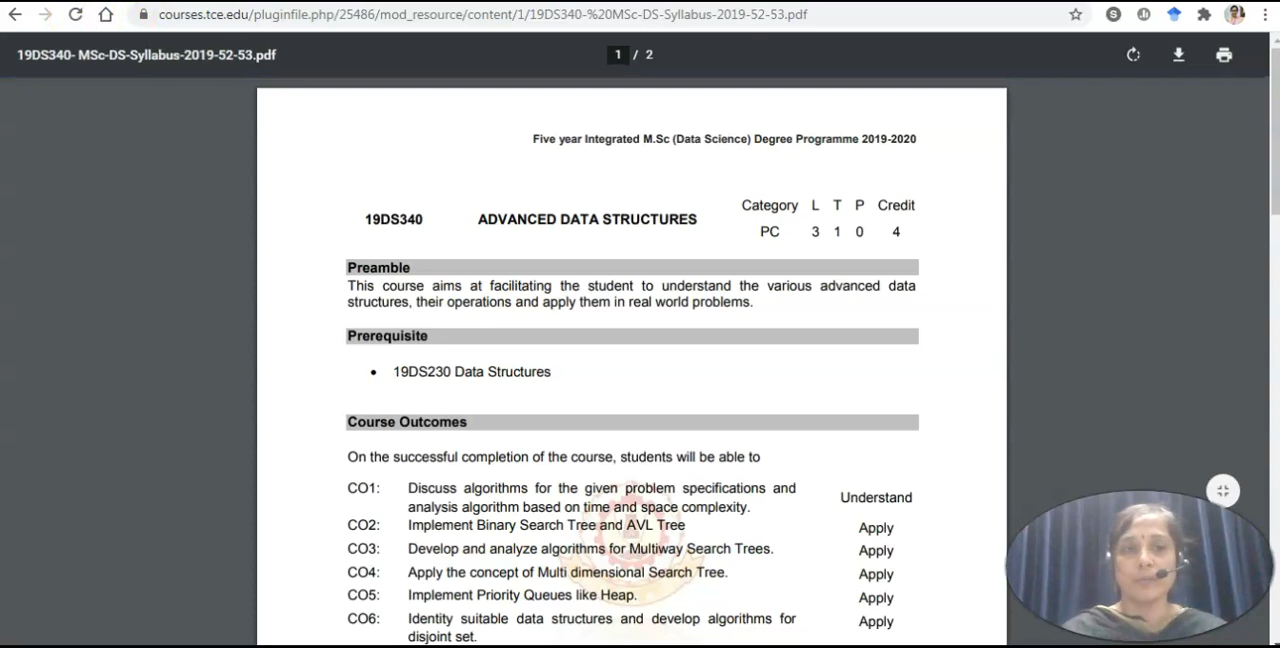 courses.tce.edu/pluginfile.php/25486/mod_resource/content/1/19DS340-%20MSc-DS-Syllabus-2019-52-53.pdf
19DS340- MSc-DS-Syllabus-2019-52-53.pdf
1 / 2
Five year Integrated M.Sc (Data Science) Degree Programme 2019-2020
Category L T P Credit
19DS340 ADVANCED DATA STRUCTURES
PC 3 1 0 4
Preamble
This course aims at facilitating the student to understand the various advanced data
structures, their operations and apply them in real world problems.
Prerequisite
• 19DS230 Data Structures
Course Outcomes
On the successful completion of the course, students will be able to
CO1: Discuss algorithms for the given problem specifications and
analysis algorithm based on time and space complexity. Understand
CO2: Implement Binary Search Tree and AVL Tree Apply
CO3: Develop and analyze algorithms for Multiway Search Trees. Apply
CO4: Apply the concept of Multi dimensional Search Tree. Apply
CO5: Implement Priority Queues like Heap. Apply
CO6: Identity suitable data structures and develop algorithms for
disjoint set. Apply